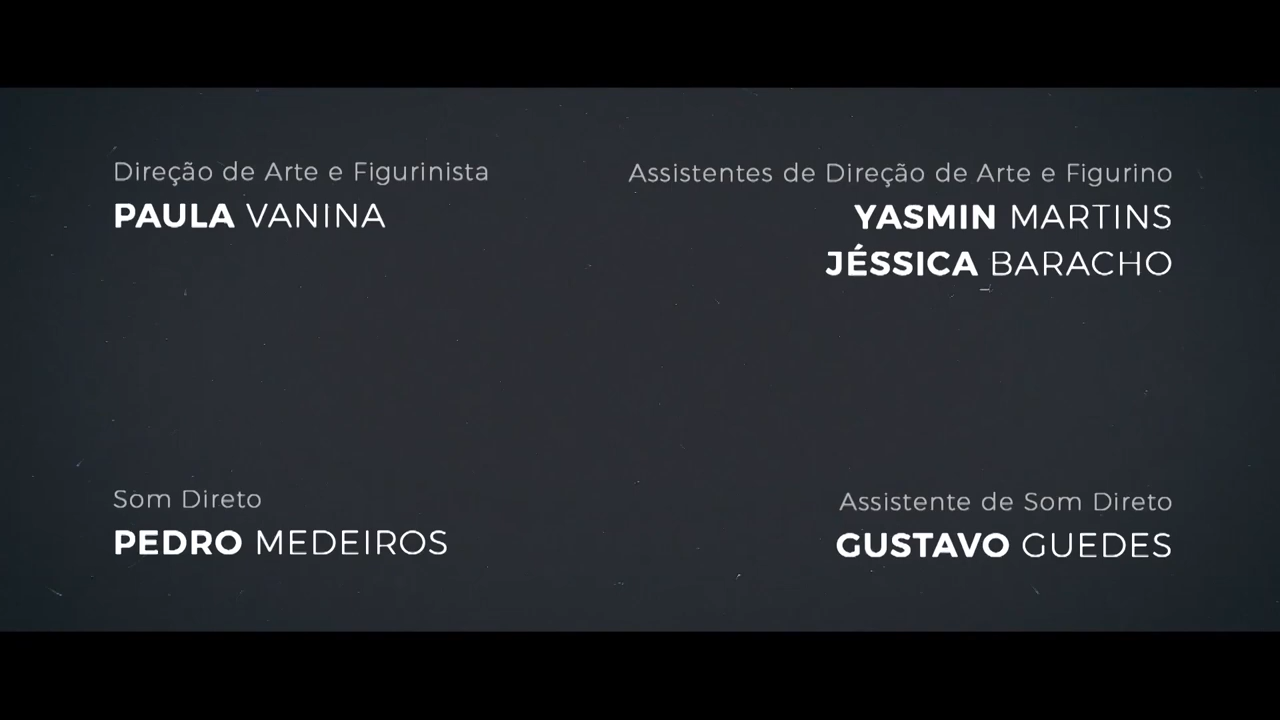 Direção de Arte e Figurinista
PAULA VANINA
Assistentes de Direção de Arte e Figurino
YASMIN MARTINS
JÉSSICA BARACHO
Som Direto
PEDRO MEDEIROS
Assistente de Som Direto
GUSTAVO GUEDES